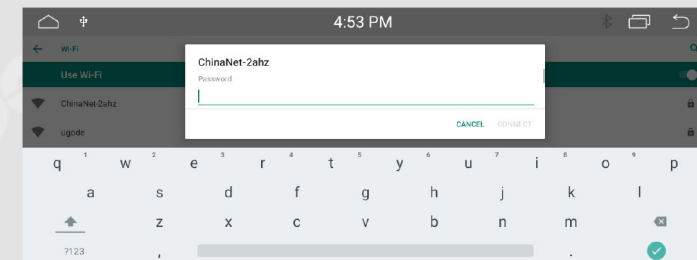 4:53 PM
Wi-Fi
Use Wi-Fi
ChinaNet-2ahz
ugode
ChinaNet-2ahz
Password
CANCEL CONNECT
q 1 w 2 e 3 r 4 t 5 y 6 u 7 i 8 o 9 p
a s d f g h j k l
z x c v b n m
?123 , .